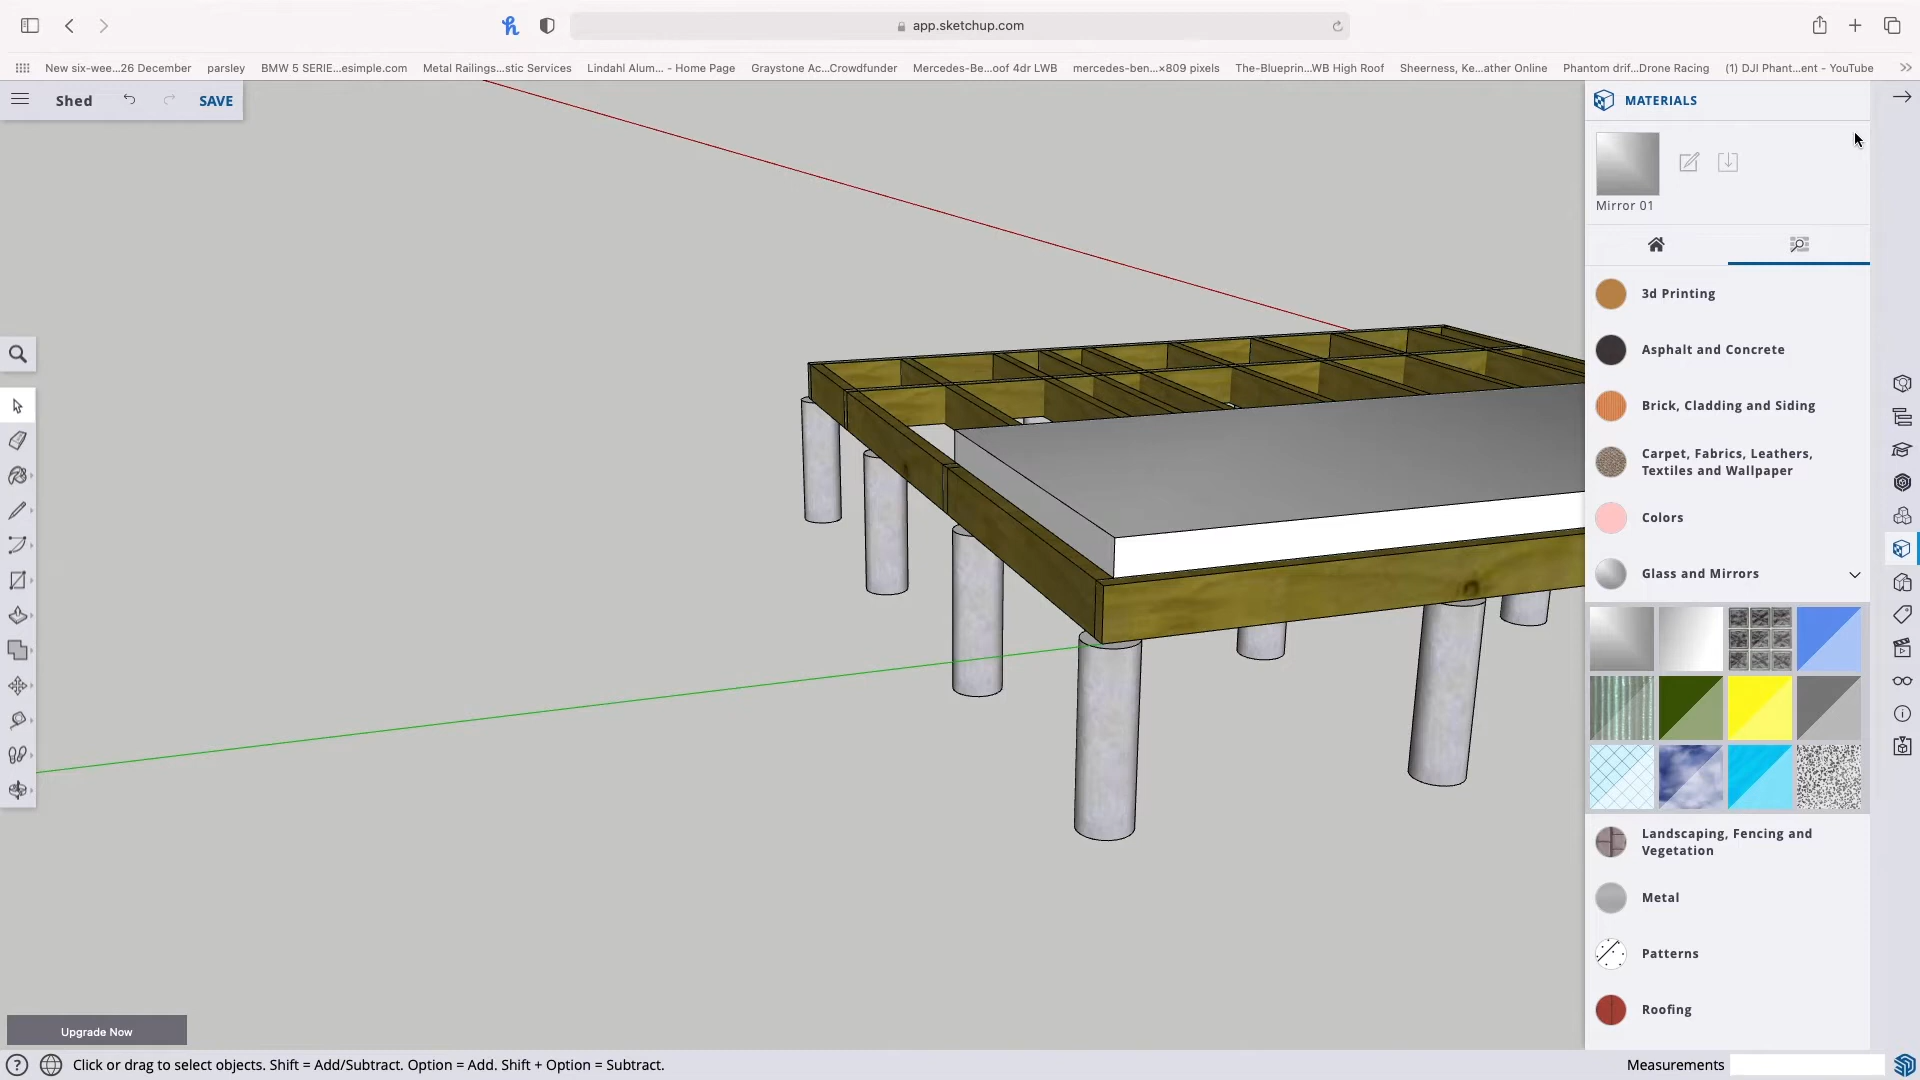 app.sketchup.com
New six-wee...26 December parsley BMW 5 SERIE...esimple.com Metal Railings...stic Services Lindahl Alum... - Home Page Graystone Ac...Crowdfunder Mercedes-Be...oof 4dr LWB mercedes-ben...×809 pixels The-Blueprin...WB High Roof Sheerness, Ke...ather Online Phantom drif...Drone Racing (1) DJI Phant...ent - YouTube
Shed SAVE
MATERIALS
Mirror 01
3d Printing
Asphalt and Concrete
Brick, Cladding and Siding
Carpet, Fabrics, Leathers,
Textiles and Wallpaper
Colors
Glass and Mirrors
Landscaping, Fencing and
Vegetation
Metal
Patterns
Roofing
Upgrade Now
Click or drag to select objects. Shift = Add/Subtract. Option = Add. Shift + Option = Subtract.
Measurements